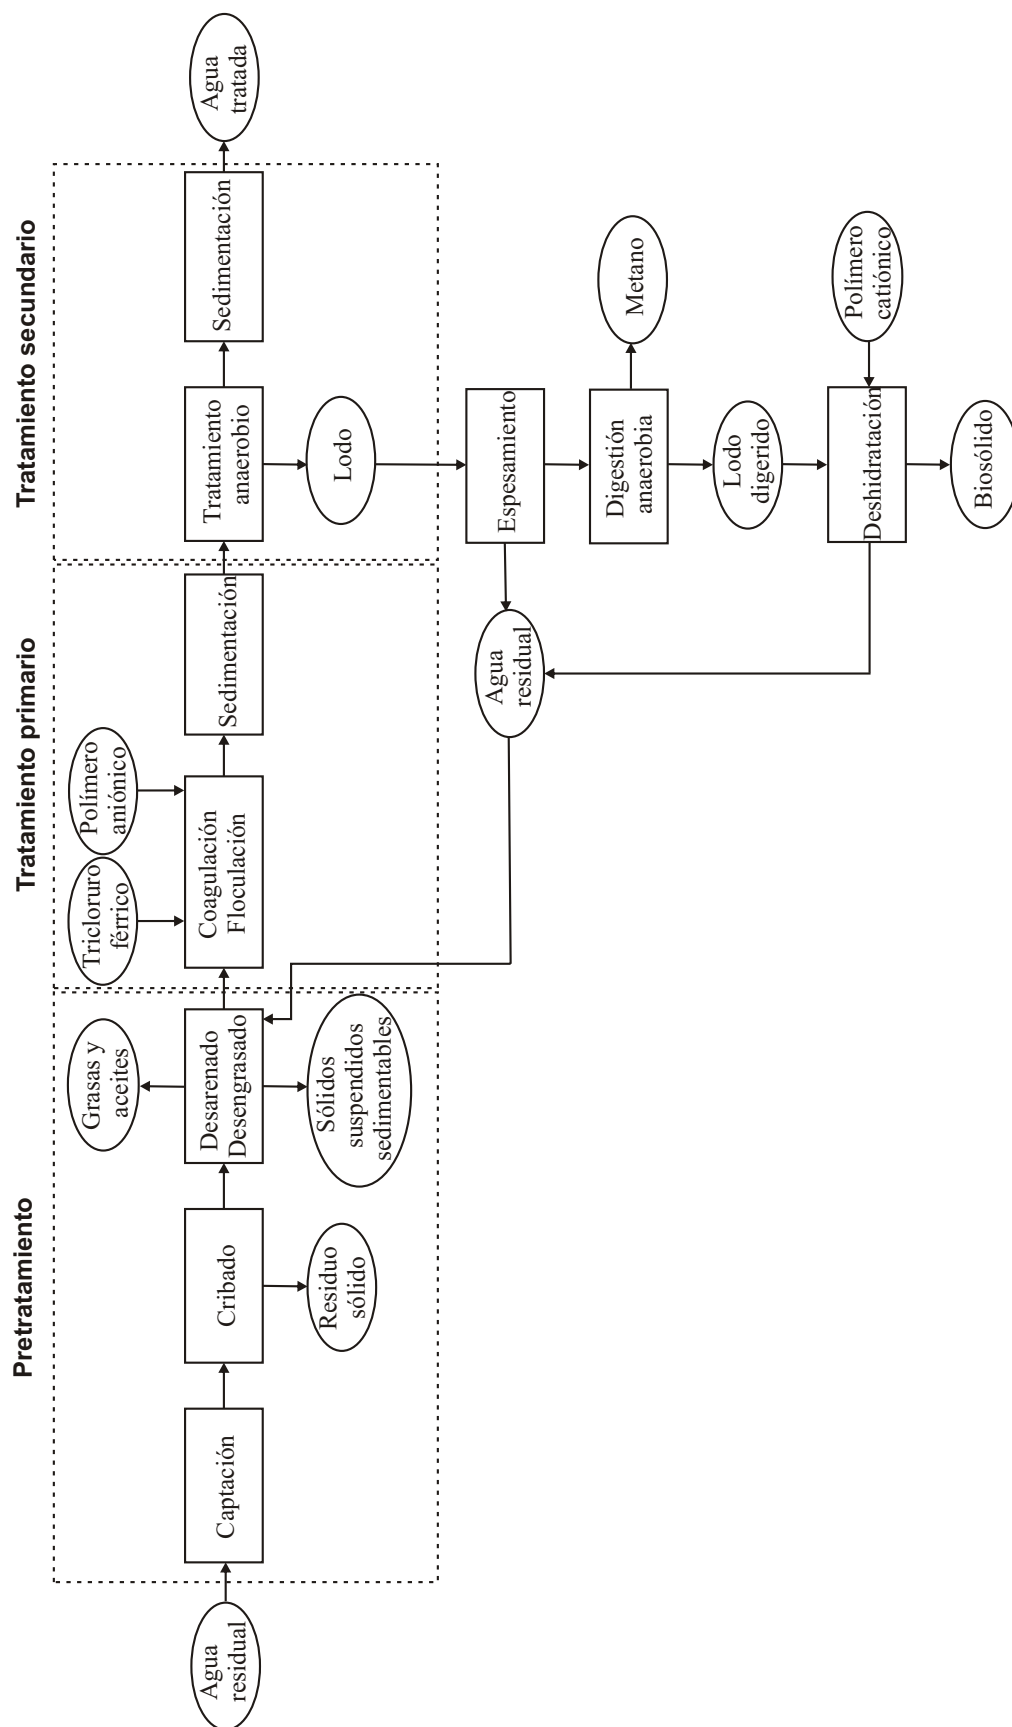 Pretratamiento
Tratamiento primario
Tratamiento secundario
Grasas y
aceites
Tricloruro
férrico
Polímero
aniónico
Agua
residual
Captación
Cribado
Desarenado
Desengrasado
Coagulación
Floculación
Sedimentación
Tratamiento
anaerobio
Sedimentación
Agua
tratada
Residuo
sólido
Sólidos
suspendidos
sedimentables
Lodo
Agua
residual
Espesamiento
Digestión
anaerobia
Metano
Lodo
digerido
Deshidratación
Polímero
catiónico
Biosólido